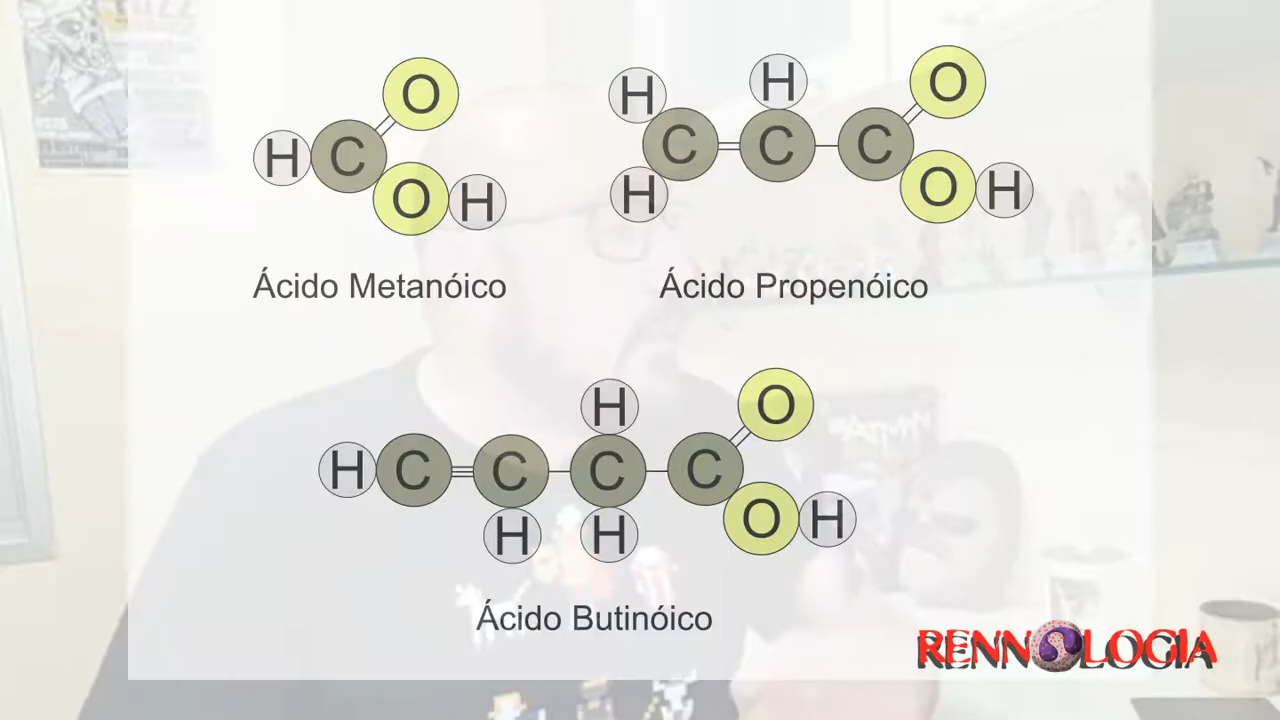 O
H C
O H
Ácido Metanóico
H H O
C C C
H O H
Ácido Propenóico
H O
H C C C C
H H O H
Ácido Butinóico
RENNOLOGIA